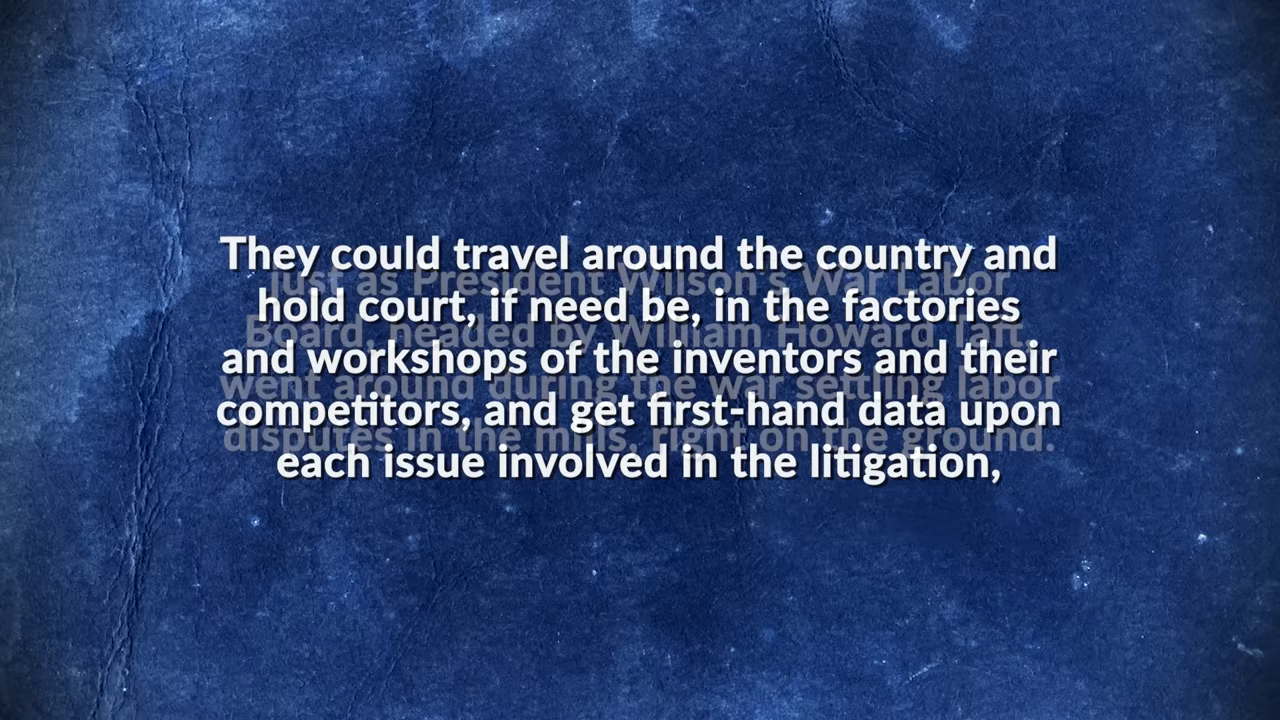 They could travel around the country and
hold court, if need be, in the factories
and workshops of the inventors and their
competitors, and get first-hand data upon
each issue involved in the litigation,
Just as President Wilson's War Labor
Board, headed by William Howard Taft,
went around during the war settling labor
disputes in the mills, right on the ground.